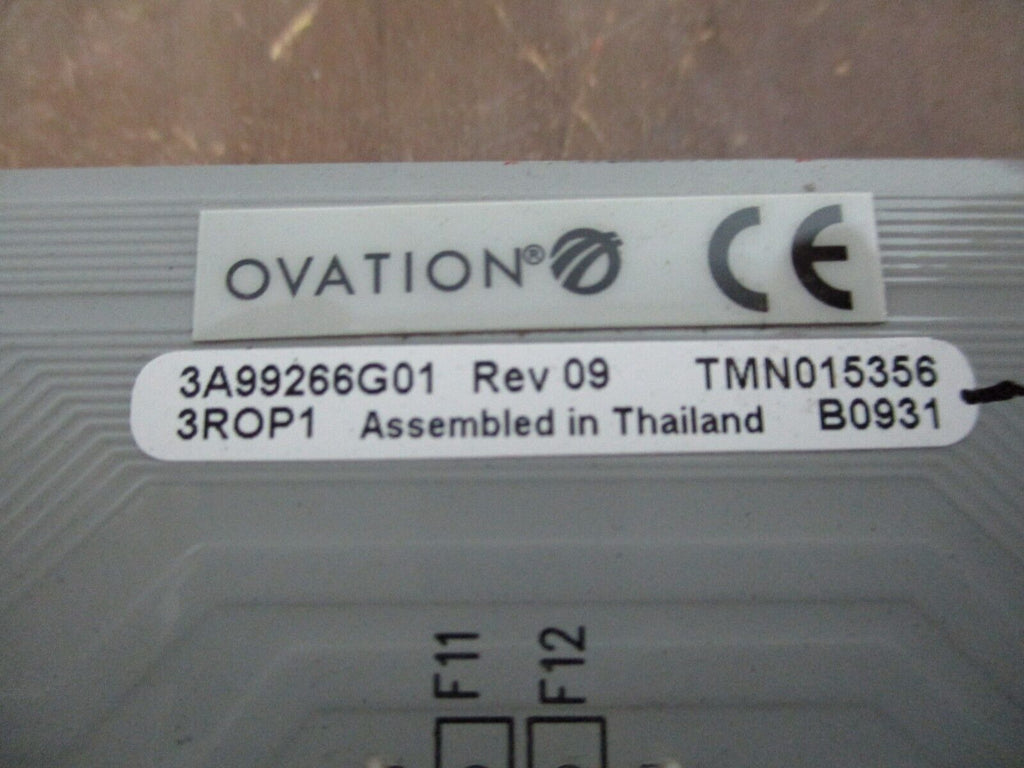 OVATION® CE
3A99266G01 Rev 09 TMN015356
3ROP1 Assembled in Thailand B0931
F11 F12